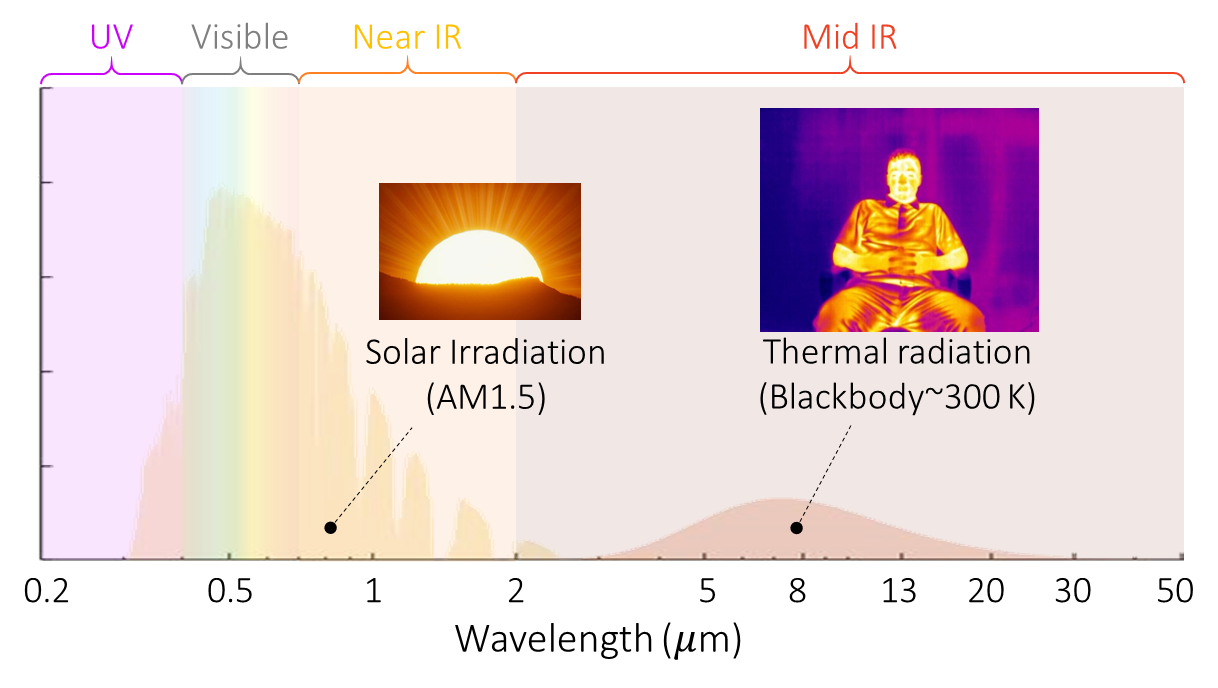 UV Visible Near IR Mid IR
Solar Irradiation
(AM1.5)
Thermal radiation
(Blackbody~300 K)
0.2 0.5 1 2 5 8 13 20 30 50
Wavelength (μm)